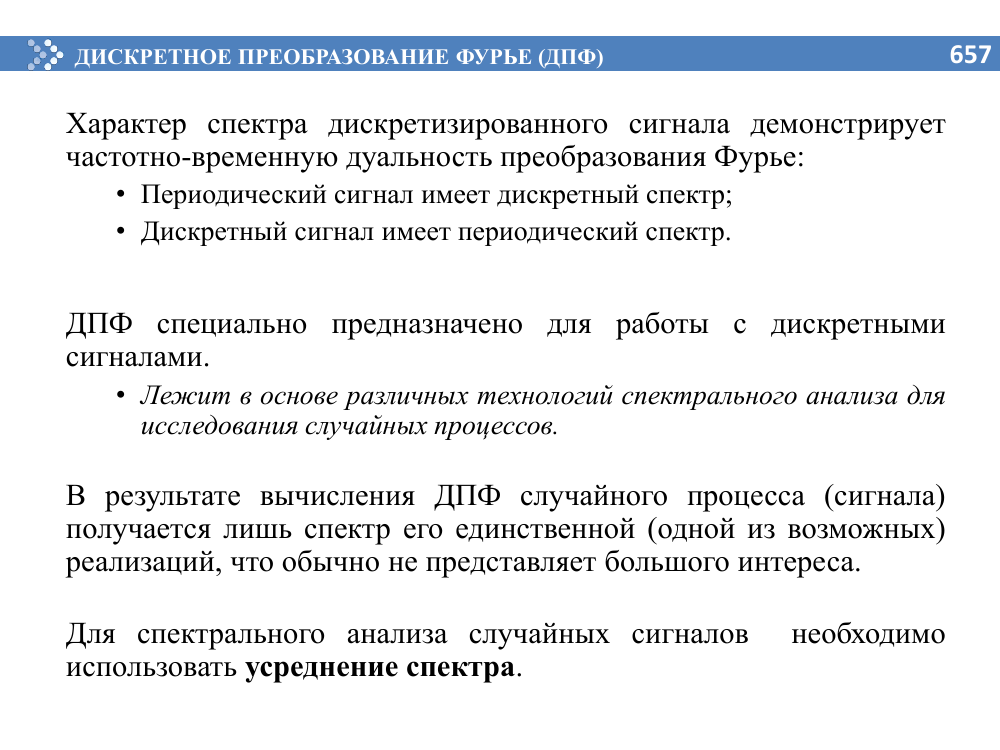 ДИСКРЕТНОЕ ПРЕОБРАЗОВАНИЕ ФУРЬЕ (ДПФ)
657
Характер спектра дискретизированного сигнала демонстрирует
частотно-временную дуальность преобразования Фурье:
• Периодический сигнал имеет дискретный спектр;
• Дискретный сигнал имеет периодический спектр.
ДПФ специально предназначено для работы с дискретными
сигналами.
• Лежит в основе различных технологий спектрального анализа для
исследования случайных процессов.
В результате вычисления ДПФ случайного процесса (сигнала)
получается лишь спектр его единственной (одной из возможных)
реализаций, что обычно не представляет большого интереса.
Для спектрального анализа случайных сигналов необходимо
использовать усреднение спектра.